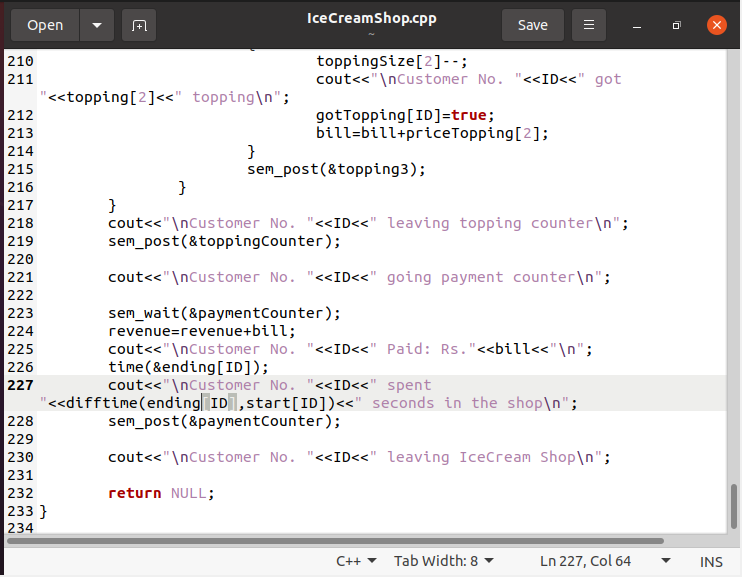 Open
IceCreamShop.cpp
~
Save
210 toppingSize[2]--;
211 cout<<"\nCustomer No. "<<ID<<" got
"<<topping[2]<<" topping\n";
212 gotTopping[ID]=true;
213 bill=bill+priceTopping[2];
214 }
215 sem_post(&topping3);
216 }
217 }
218 cout<<"\nCustomer No. "<<ID<<" leaving topping counter\n";
219 sem_post(&toppingCounter);
220
221 cout<<"\nCustomer No. "<<ID<<" going payment counter\n";
222
223 sem_wait(&paymentCounter);
224 revenue=revenue+bill;
225 cout<<"\nCustomer No. "<<ID<<" Paid: Rs."<<bill<<"\n";
226 time(&ending[ID]);
227 cout<<"\nCustomer No. "<<ID<<" spent
"<<difftime(ending[ID],start[ID])<<" seconds in the shop\n";
228 sem_post(&paymentCounter);
229
230 cout<<"\nCustomer No. "<<ID<<" leaving IceCream Shop\n";
231
232 return NULL;
233 }
234
C++ Tab Width: 8 Ln 227, Col 64 INS